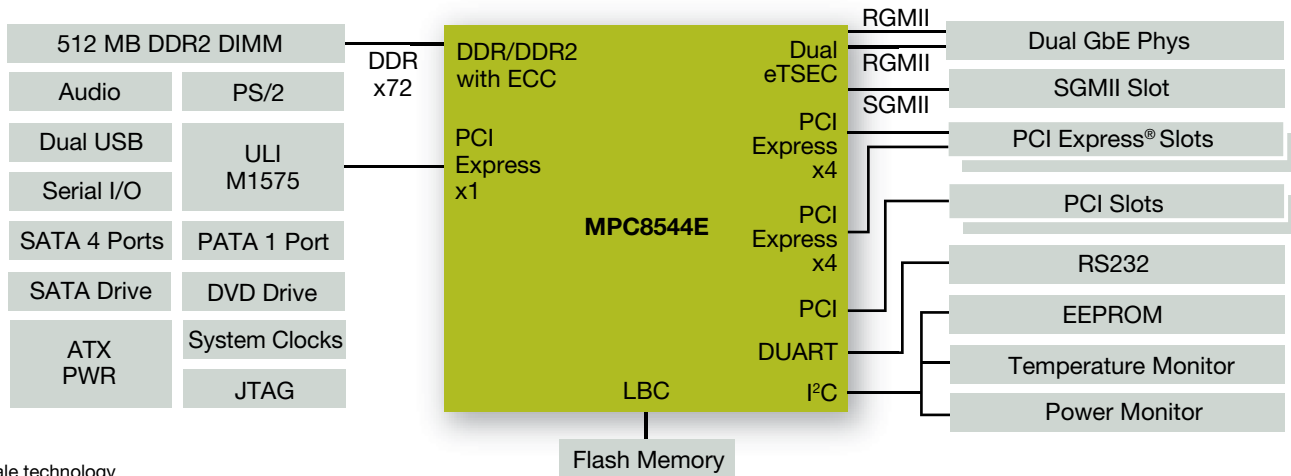 512 MB DDR2 DIMM
Audio
PS/2
Dual USB
ULI
M1575
Serial I/O
SATA 4 Ports
PATA 1 Port
SATA Drive
DVD Drive
ATX
PWR
System Clocks
JTAG
DDR
x72
DDR/DDR2
with ECC
PCI
Express
x1
MPC8544E
Dual
eTSEC
PCI
Express
x4
PCI
Express
x4
PCI
DUART
I²C
LBC
Flash Memory
RGMII
RGMII
SGMII
Dual GbE Phys
SGMII Slot
PCI Express® Slots
PCI Slots
RS232
EEPROM
Temperature Monitor
Power Monitor
technology